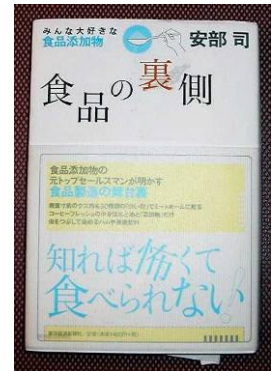 みんな大好きな
食品添加物
安部 司
食品の裏側
食品添加物の
元トップセールスマンが明かす
食品製造の舞台裏
知れば怖くて
食べられない!